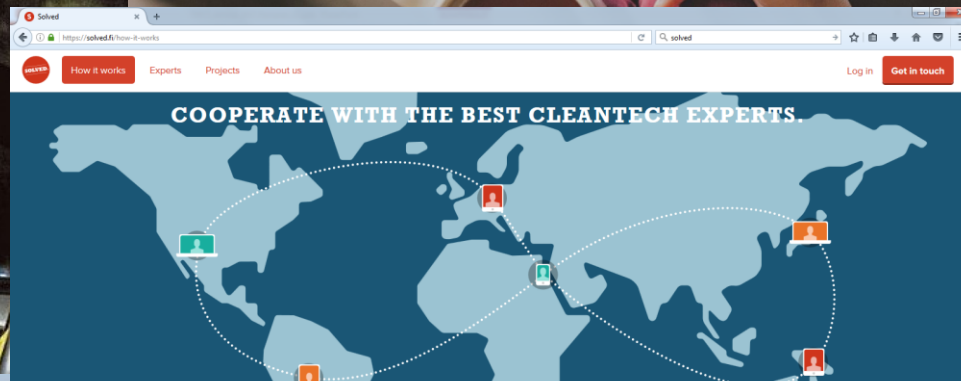 Solved
https://solved.fi/how-it-works
solved
SOLVED
How it works Experts Projects About us Log in Get in touch
COOPERATE WITH THE BEST CLEANTECH EXPERTS.